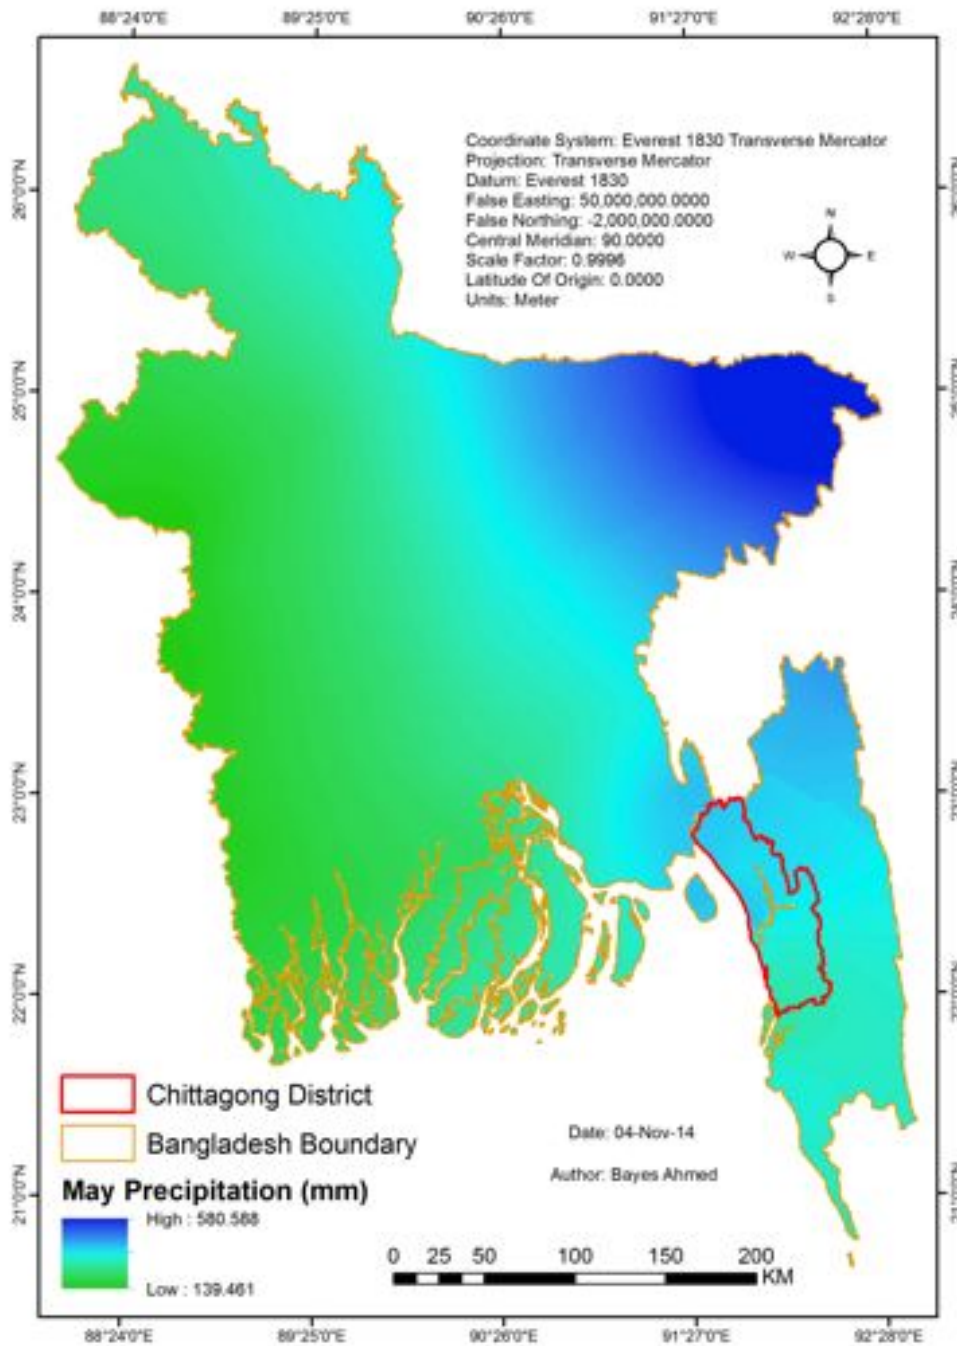 88°24'0"E 89°25'0"E 90°26'0"E 91°27'0"E 92°28'0"E
Coordinate System: Everest 1830 Transverse Mercator
Projection: Transverse Mercator
Datum: Everest 1830
False Easting: 50,000,000.0000
False Northing: -2,000,000.0000
Central Meridian: 90.0000
Scale Factor: 0.9996
Latitude Of Origin: 0.0000
Units: Meter
N
W E
S
26°0'0"N
25°0'0"N
24°0'0"N
23°0'0"N
22°0'0"N
21°0'0"N
Chittagong District
Bangladesh Boundary
Date: 04-Nov-14
Author: Bayes Ahmed
May Precipitation (mm)
High : 580.588
Low : 139.461
0 25 50 100 150 200
KM
88°24'0"E 89°25'0"E 90°26'0"E 91°27'0"E 92°28'0"E